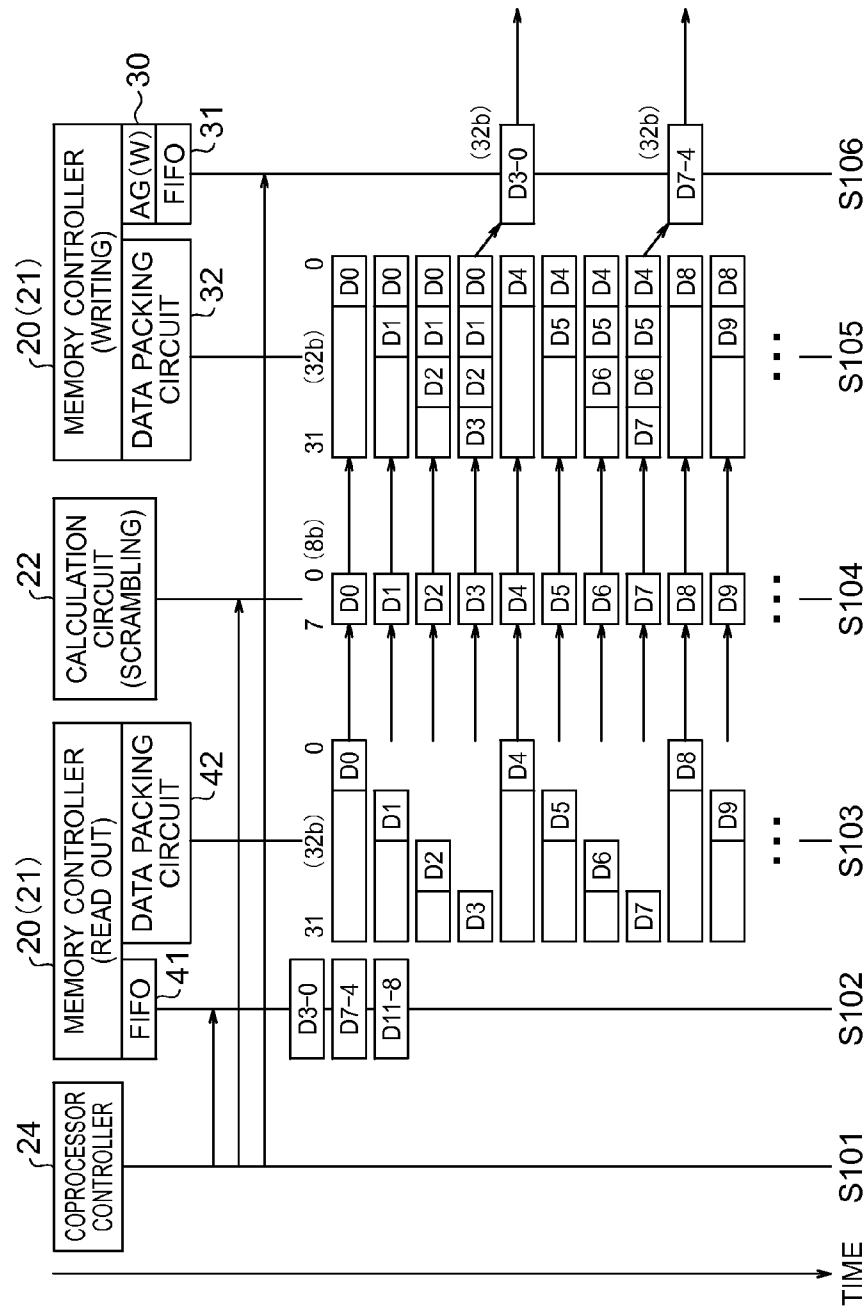 24
COPROCESSOR
CONTROLLER
20(21)
MEMORY CONTROLLER
(READ OUT)
FIFO
41
DATA PACKING
CIRCUIT
42
22
CALCULATION
CIRCUIT
(SCRAMBLING)
20(21)
MEMORY CONTROLLER
(WRITING)
DATA PACKING
CIRCUIT
32
AG(W)
30
FIFO
31
D3-0
D7-4
D11-8
31 (32b) 0
D0
D1
D2
D3
D4
D5
D6
D7
D8
D9
...
7 0 (8b)
D0
D1
D2
D3
D4
D5
D6
D7
D8
D9
...
31 (32b) 0
D0
D1 D0
D2 D1 D0
D3 D2 D1 D0
D4
D5 D4
D6 D5 D4
D7 D6 D5 D4
D8
D9 D8
...
(32b)
D3-0
(32b)
D7-4
TIME S101 S102 S103 S104 S105 S106